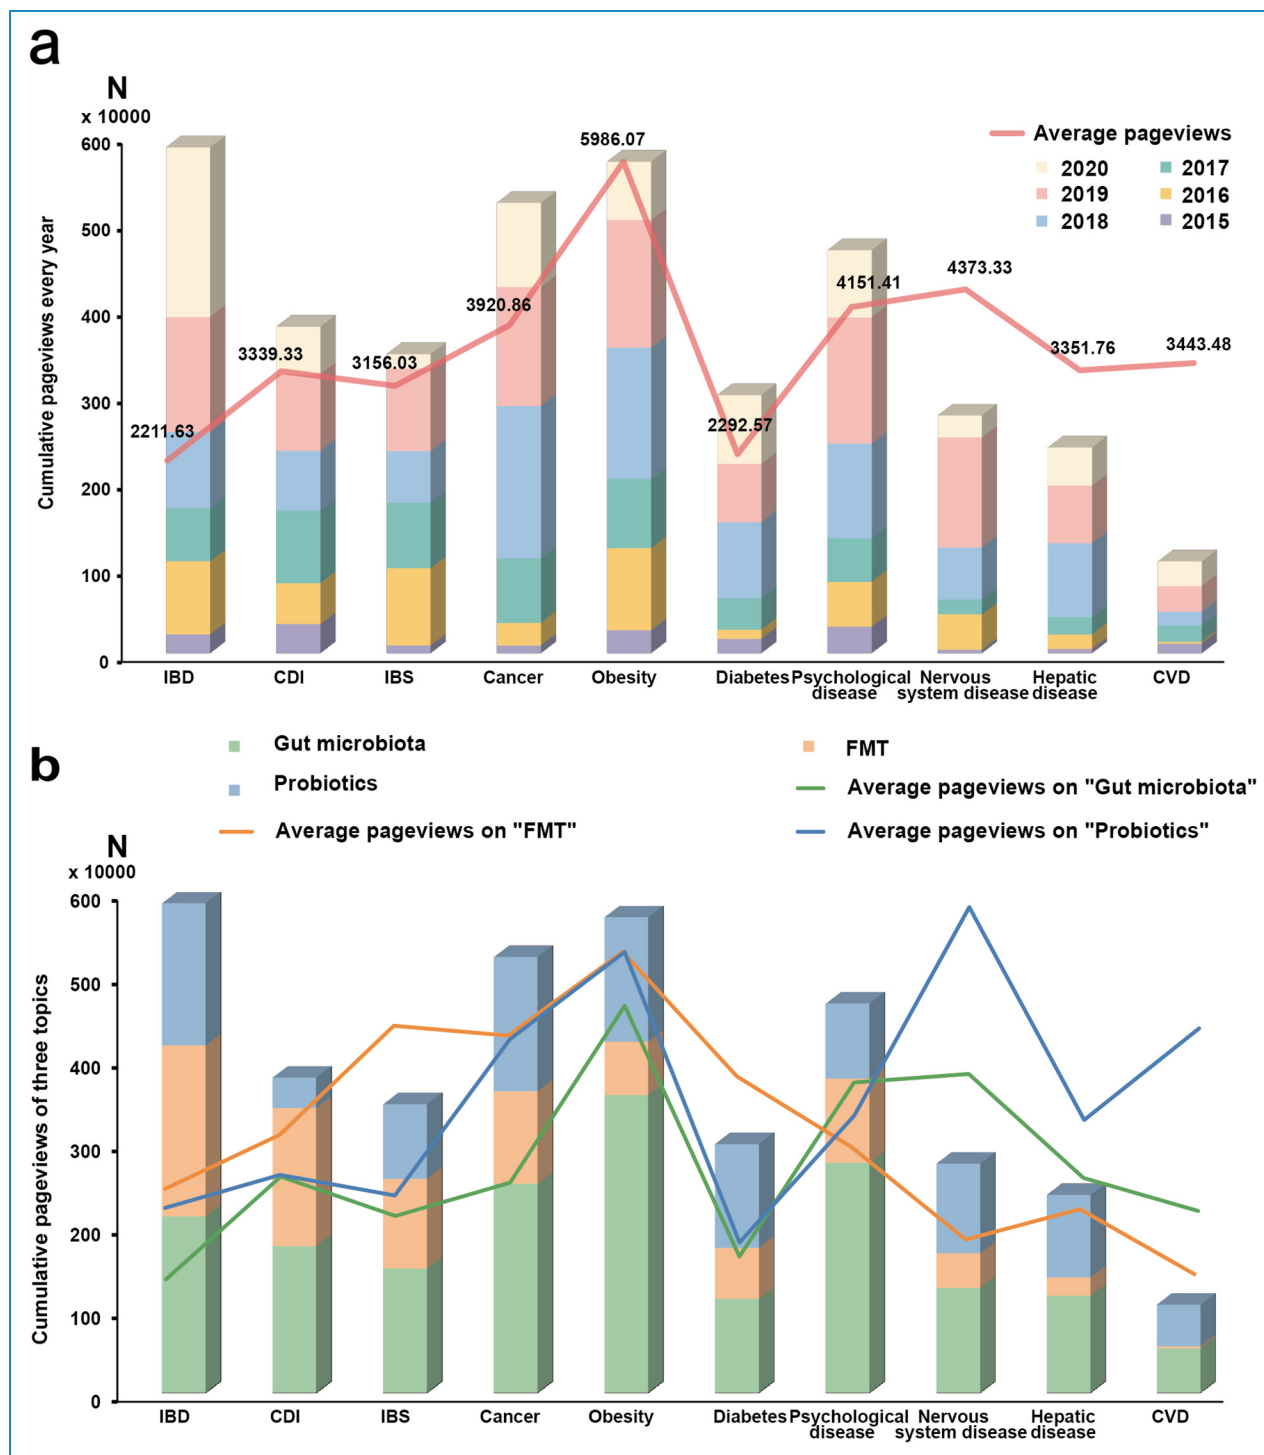 a
N
x 10000
600
500
400
300
200
100
0
Cumulative pageviews every year
Average pageviews
2020
2017
2019
2016
2018
2015
2211.63
3339.33
3156.03
3920.86
5986.07
2292.57
4151.41
4373.33
3351.76
3443.48
IBD
CDI
IBS
Cancer
Obesity
Diabetes
Psychological
disease
Nervous
system disease
Hepatic
disease
CVD
b
Gut microbiota
FMT
Probiotics
Average pageviews on "Gut microbiota"
Average pageviews on "FMT"
Average pageviews on "Probiotics"
N
x 10000
600
500
400
300
200
100
0
Cumulative pageviews of three topics
IBD
CDI
IBS
Cancer
Obesity
Diabetes
Psychological
disease
Nervous
system disease
Hepatic
disease
CVD